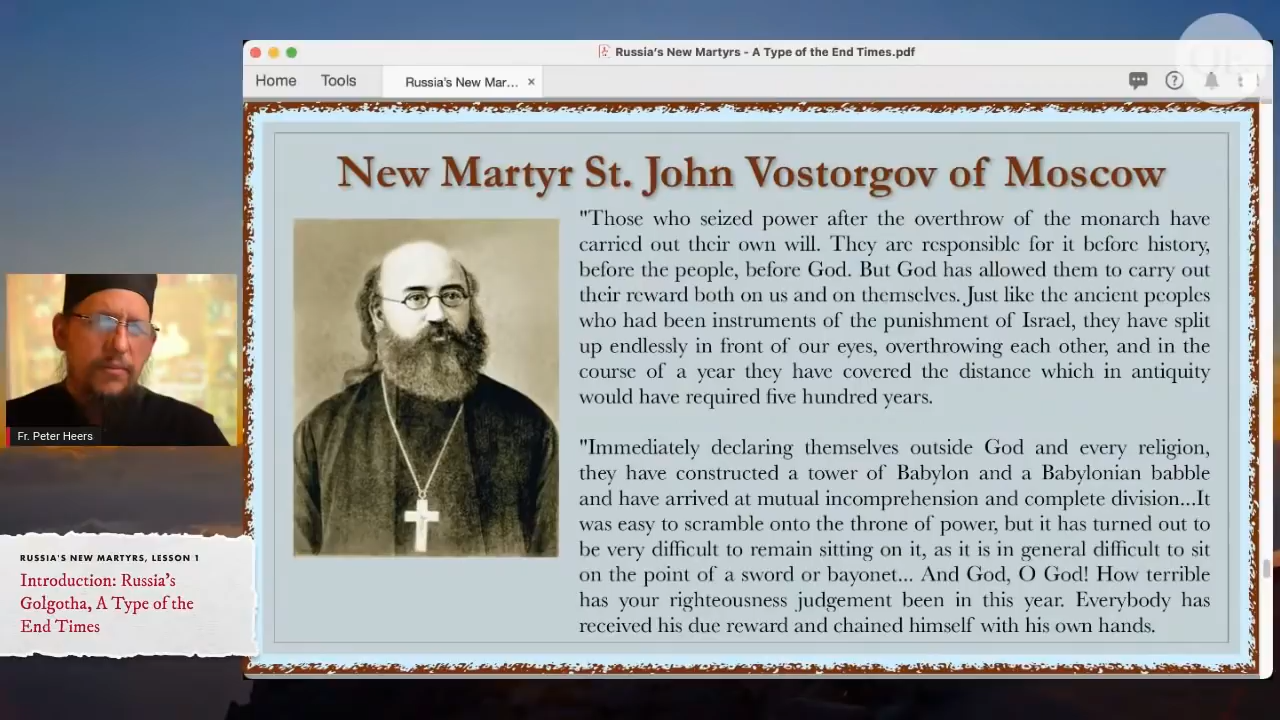 Russia's New Martyrs - A Type of the End Times.pdf
Home Tools Russia's New Mar... ×
New Martyr St. John Vostorgov of Moscow
"Those who seized power after the overthrow of the monarch have
carried out their own will. They are responsible for it before history,
before the people, before God. But God has allowed them to carry out
their reward both on us and on themselves. Just like the ancient peoples
who had been instruments of the punishment of Israel, they have split
up endlessly in front of our eyes, overthrowing each other, and in the
course of a year they have covered the distance which in antiquity
would have required five hundred years.
"Immediately declaring themselves outside God and every religion,
they have constructed a tower of Babylon and a Babylonian babble
and have arrived at mutual incomprehension and complete division...It
was easy to scramble onto the throne of power, but it has turned out to
be very difficult to remain sitting on it, as it is in general difficult to sit
on the point of a sword or bayonet... And God, O God! How terrible
has your righteousness judgement been in this year. Everybody has
received his due reward and chained himself with his own hands.
Fr. Peter Heers
RUSSIA'S NEW MARTYRS, LESSON 1
Introduction: Russia's
Golgotha, A Type of the
End Times